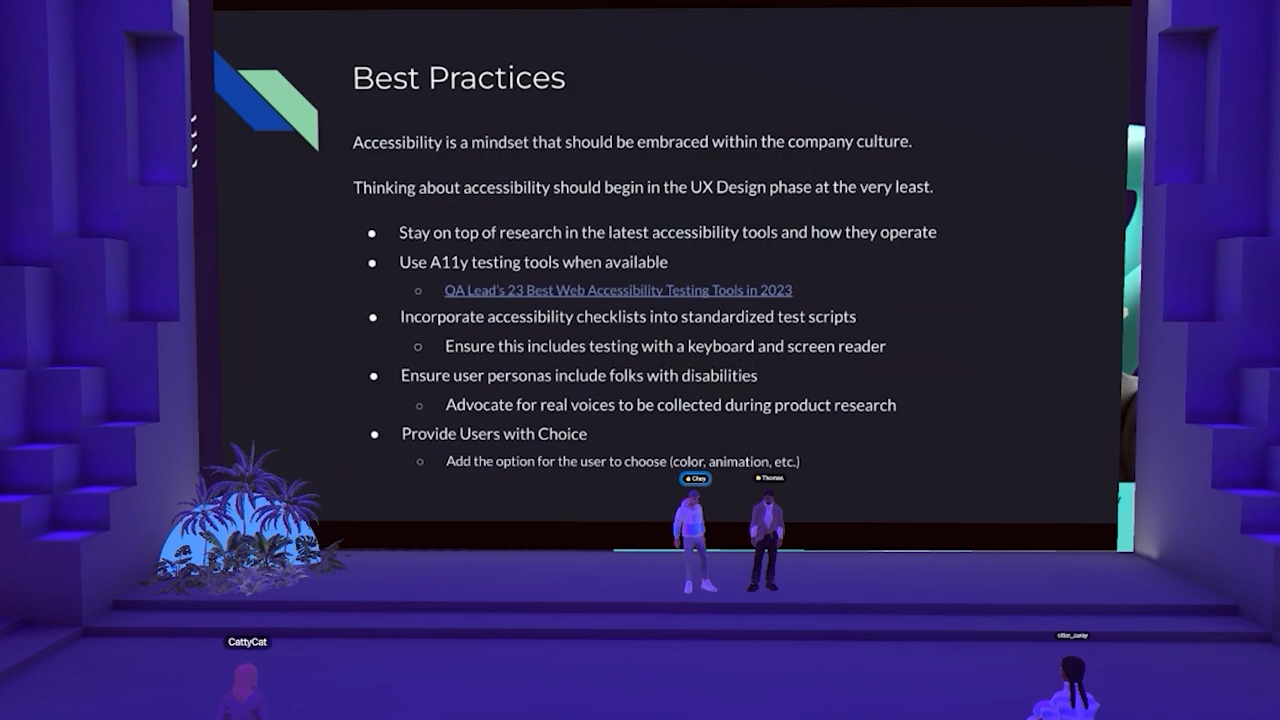 Best Practices
Accessibility is a mindset that should be embraced within the company culture.
Thinking about accessibility should begin in the UX Design phase at the very least.
● Stay on top of research in the latest accessibility tools and how they operate
● Use A11y testing tools when available
○ QA Lead's 23 Best Web Accessibility Testing Tools in 2023
● Incorporate accessibility checklists into standardized test scripts
○ Ensure this includes testing with a keyboard and screen reader
● Ensure user personas include folks with disabilities
○ Advocate for real voices to be collected during product research
● Provide Users with Choice
○ Add the option for the user to choose (color, animation, etc.)
Chey
Thomas
CattyCat